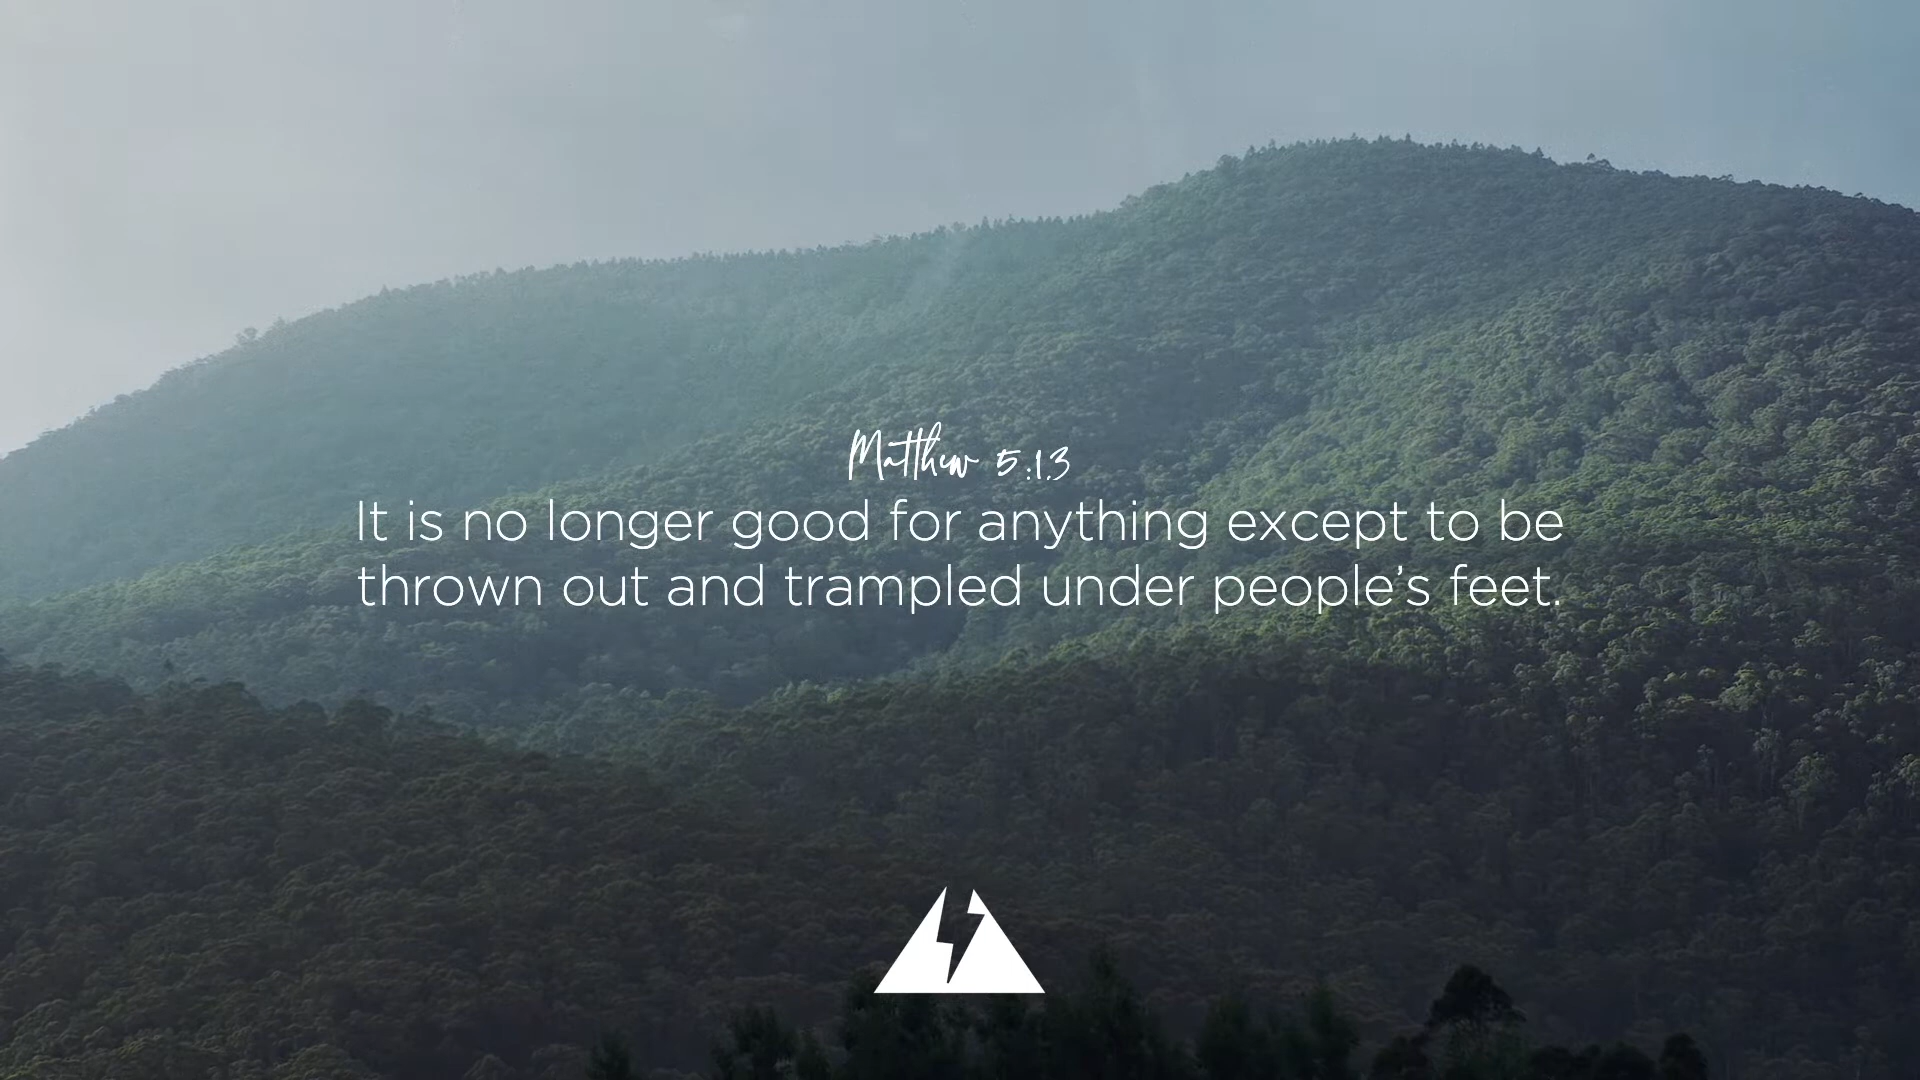 Matthew 5:13
It is no longer good for anything except to be
thrown out and trampled under people’s feet.